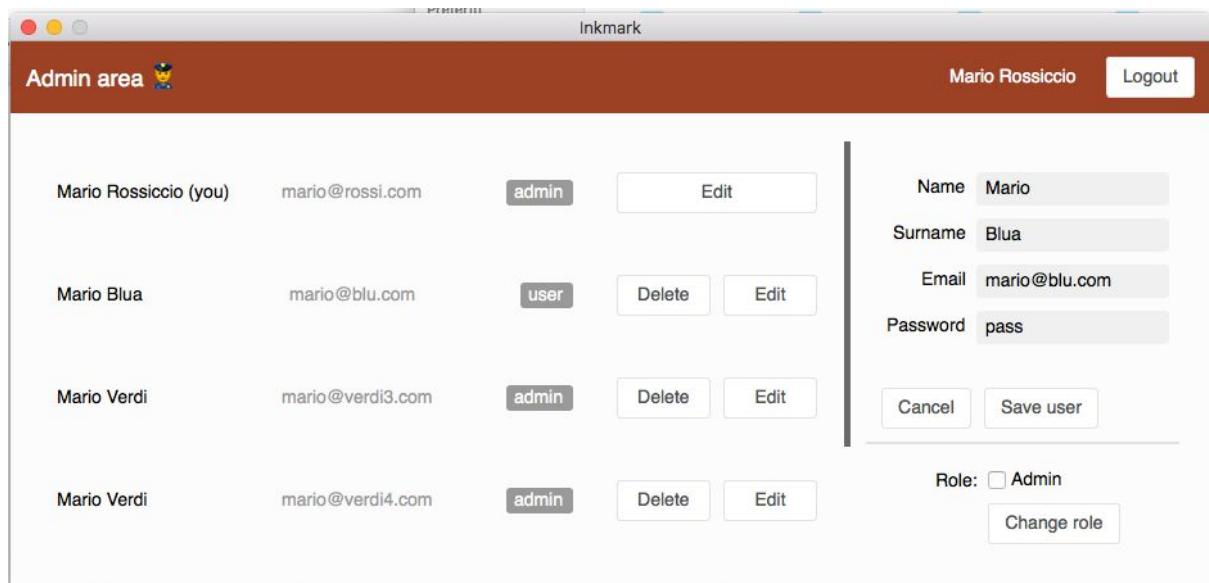 Inkmark
Admin area
Mario Rossiccio
Logout
Mario Rossiccio (you) mario@rossi.com admin Edit
Mario Blua mario@blu.com user Delete Edit
Mario Verdi mario@verdi3.com admin Delete Edit
Mario Verdi mario@verdi4.com admin Delete Edit
Name Mario
Surname Blua
Email mario@blu.com
Password pass
Cancel Save user
Role: Admin
Change role